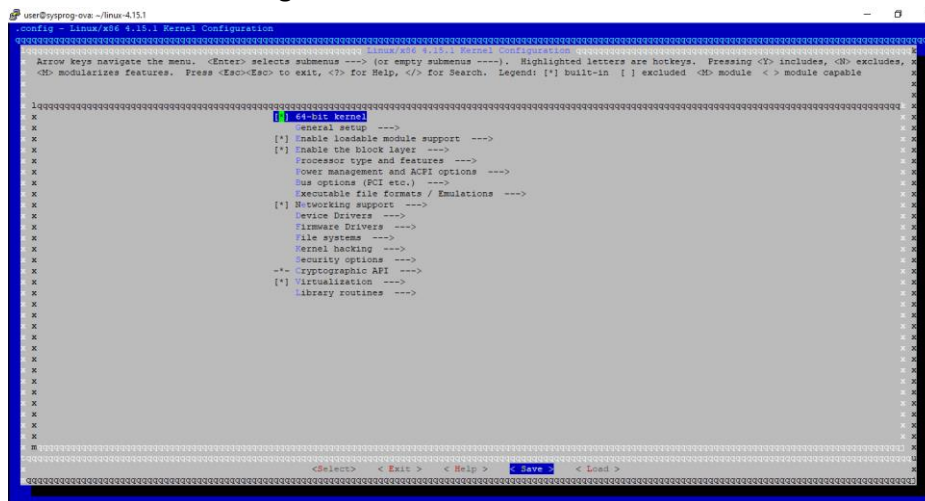 user@sysprog-ova: ~/linux-4.15.1
.config - Linux/x86 4.15.1 Kernel Configuration
Linux/x86 4.15.1 Kernel Configuration
Arrow keys navigate the menu. <Enter> selects submenus ---> (or empty submenus ----). Highlighted letters are hotkeys. Pressing <Y> includes, <N> excludes,
<M> modularizes features. Press <Esc><Esc> to exit, <?> for Help, </> for Search. Legend: [*] built-in [ ] excluded <M> module < > module capable
[*] 64-bit kernel
General setup --->
[*] Enable loadable module support --->
[*] Enable the block layer --->
Processor type and features --->
Power management and ACPI options --->
Bus options (PCI etc.) --->
Executable file formats / Emulations --->
[*] Networking support --->
Device Drivers --->
Firmware Drivers --->
File systems --->
Kernel hacking --->
Security options --->
-*- Cryptographic API --->
[*] Virtualization --->
Library routines --->
<Select> < Exit > < Help > < Save > < Load >